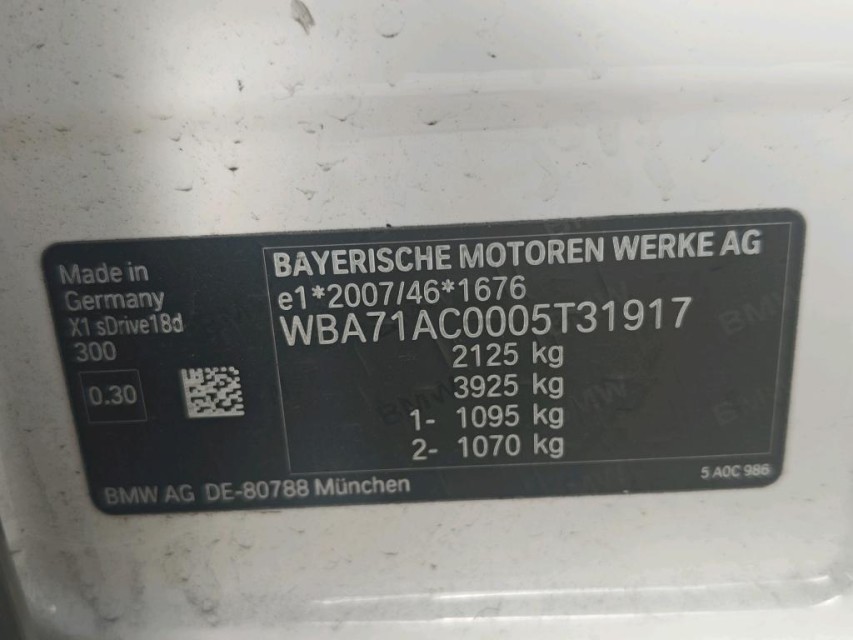 Made in
Germany
X1 sDrive18d
300
0.30
BAYERISCHE MOTOREN WERKE AG
e1*2007/46*1676
WBA71AC0005T31917
2125 kg
3925 kg
1- 1095 kg
2- 1070 kg
BMW AG DE-80788 München
5 A0C 986